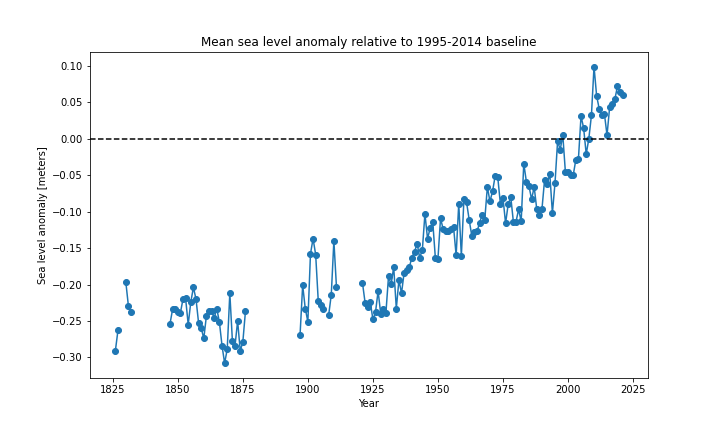 Mean sea level anomaly relative to 1995-2014 baseline
Sea level anomaly [meters]
0.10
0.05
0.00
−0.05
−0.10
−0.15
−0.20
−0.25
−0.30
1825 1850 1875 1900 1925 1950 1975 2000 2025
Year